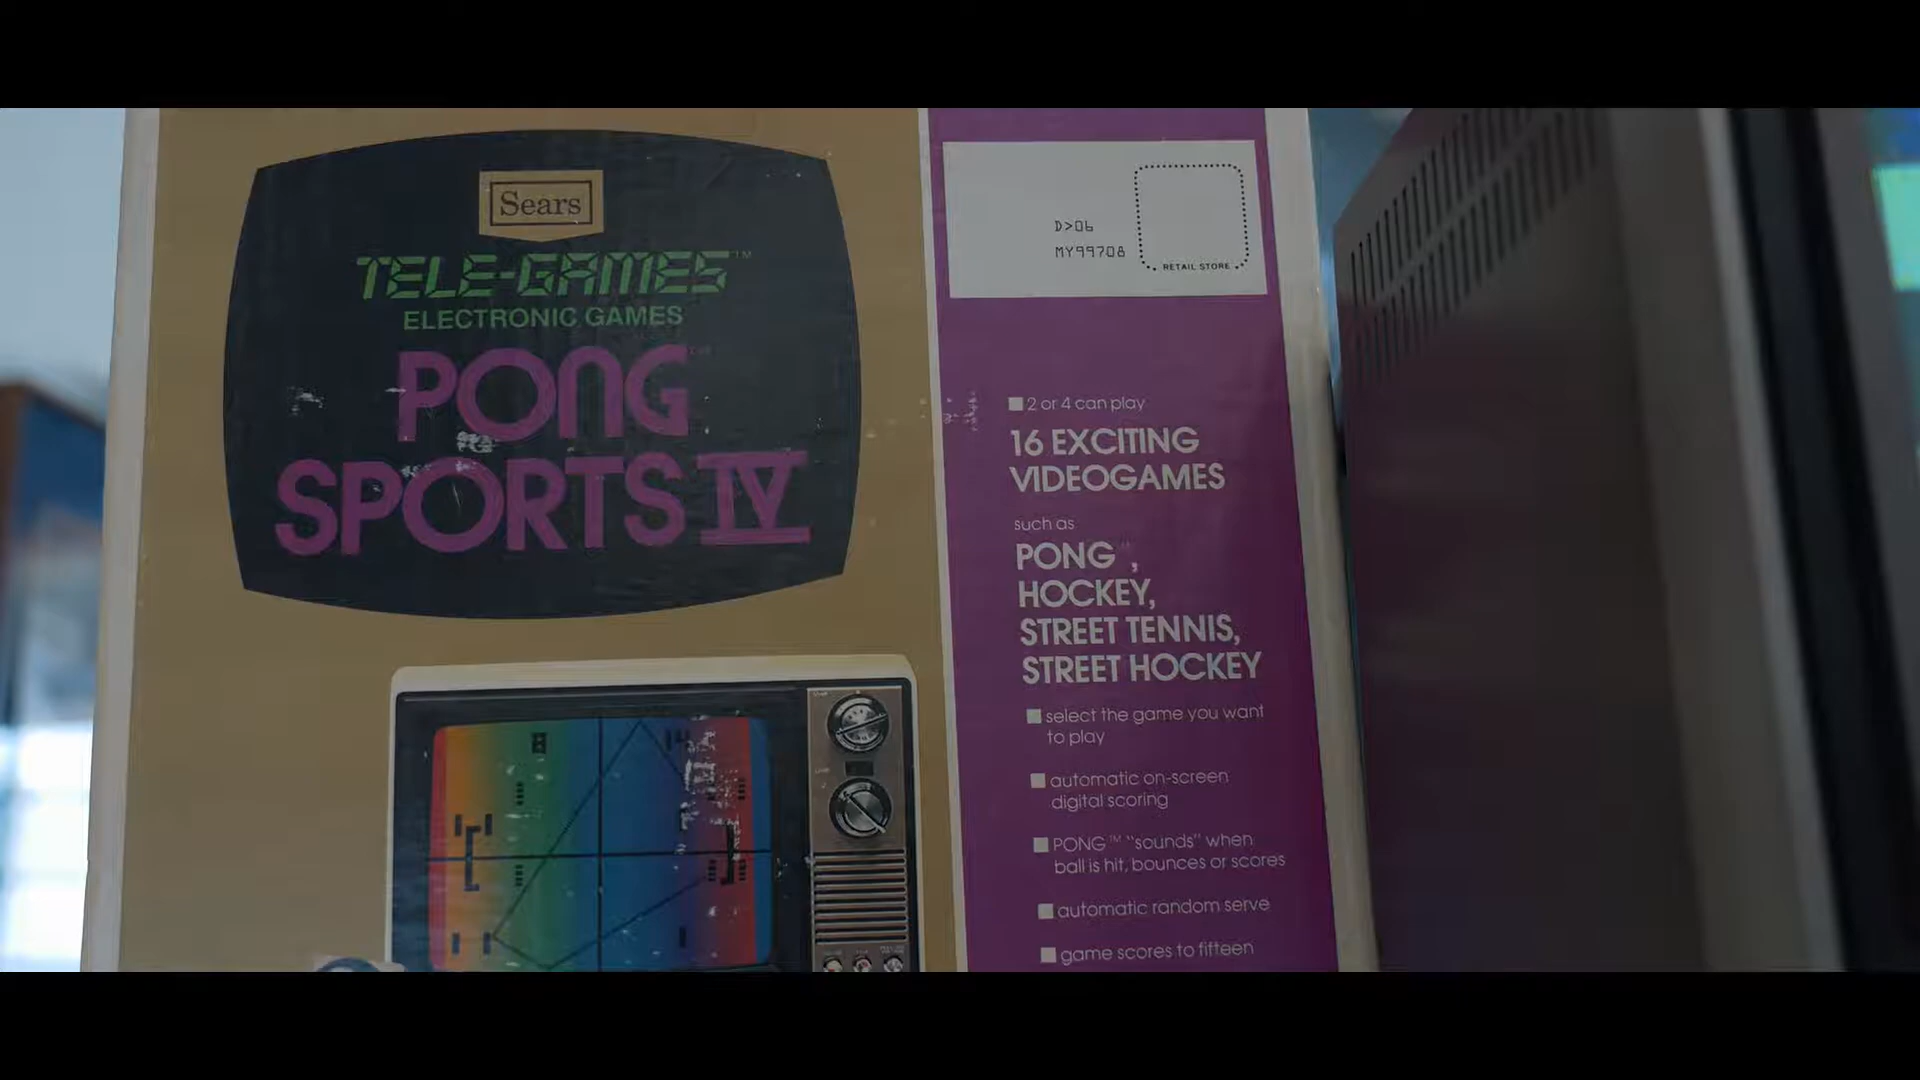 Sears
TELE-GAMES™
ELECTRONIC GAMES
PONG™
SPORTS IV
D>06
MY99708
RETAIL STORE
2 or 4 can play
16 EXCITING
VIDEOGAMES
such as
PONG™,
HOCKEY,
STREET TENNIS,
STREET HOCKEY
select the game you want
to play
automatic on-screen
digital scoring
PONG™ "sounds" when
ball is hit, bounces or scores
automatic random serve
game scores to fifteen